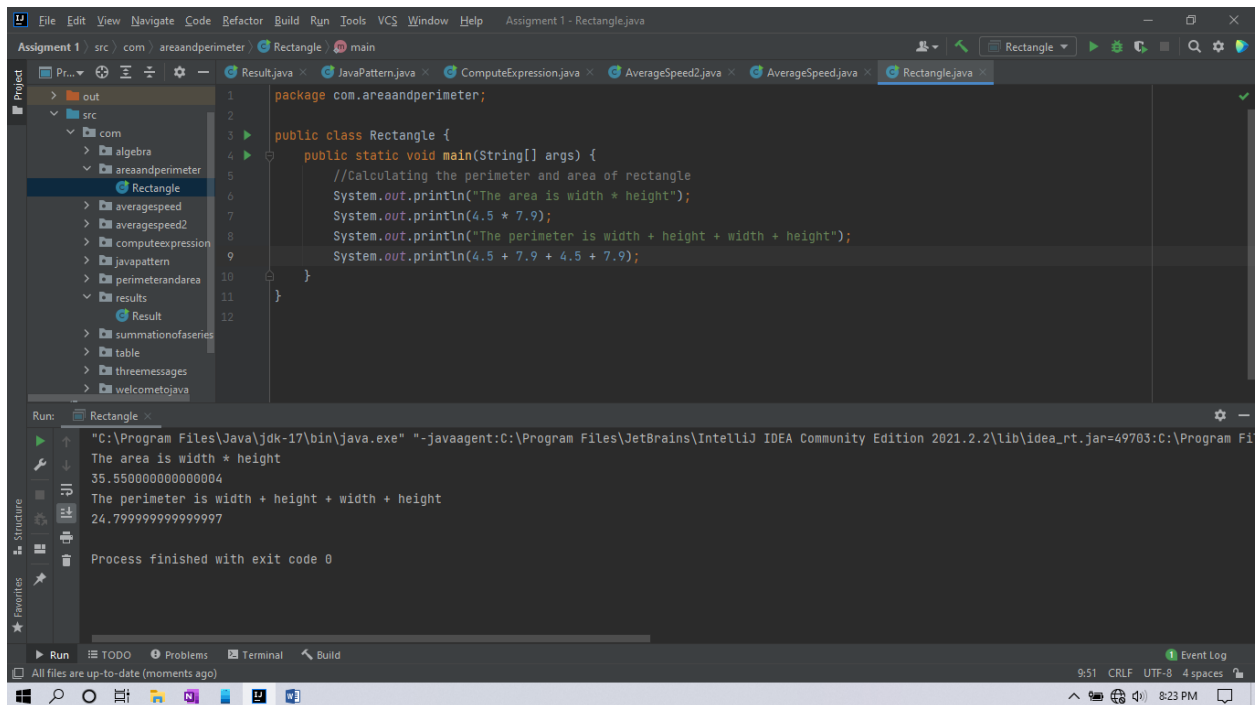 File Edit View Navigate Code Refactor Build Run Tools VCS Window Help Assigment 1 - Rectangle.java
Assigment 1 src com areaandperimeter Rectangle main Rectangle
Project
Pr... Result.java JavaPattern.java ComputeExpression.java AverageSpeed2.java AverageSpeed.java Rectangle.java
out
src
com
algebra
areaandperimeter
Rectangle
averagespeed
averagespeed2
computeexpression
javapattern
perimeterandarea
results
Result
summationofaseries
table
threemessages
welcometojava
1 package com.areaandperimeter;
2
3 public class Rectangle {
4 public static void main(String[] args) {
5 //Calculating the perimeter and area of rectangle
6 System.out.println("The area is width * height");
7 System.out.println(4.5 * 7.9);
8 System.out.println("The perimeter is width + height + width + height");
9 System.out.println(4.5 + 7.9 + 4.5 + 7.9);
10 }
11 }
12
Run: Rectangle
"C:\Program Files\Java\jdk-17\bin\java.exe" "-javaagent:C:\Program Files\JetBrains\IntelliJ IDEA Community Edition 2021.2.2\lib\idea_rt.jar=49703:C:\Program Fi
The area is width * height
35.550000000000004
The perimeter is width + height + width + height
24.799999999999997
Process finished with exit code 0
Structure
Favorites
Run TODO Problems Terminal Build 1 Event Log
All files are up-to-date (moments ago) 9:51 CRLF UTF-8 4 spaces
8:23 PM